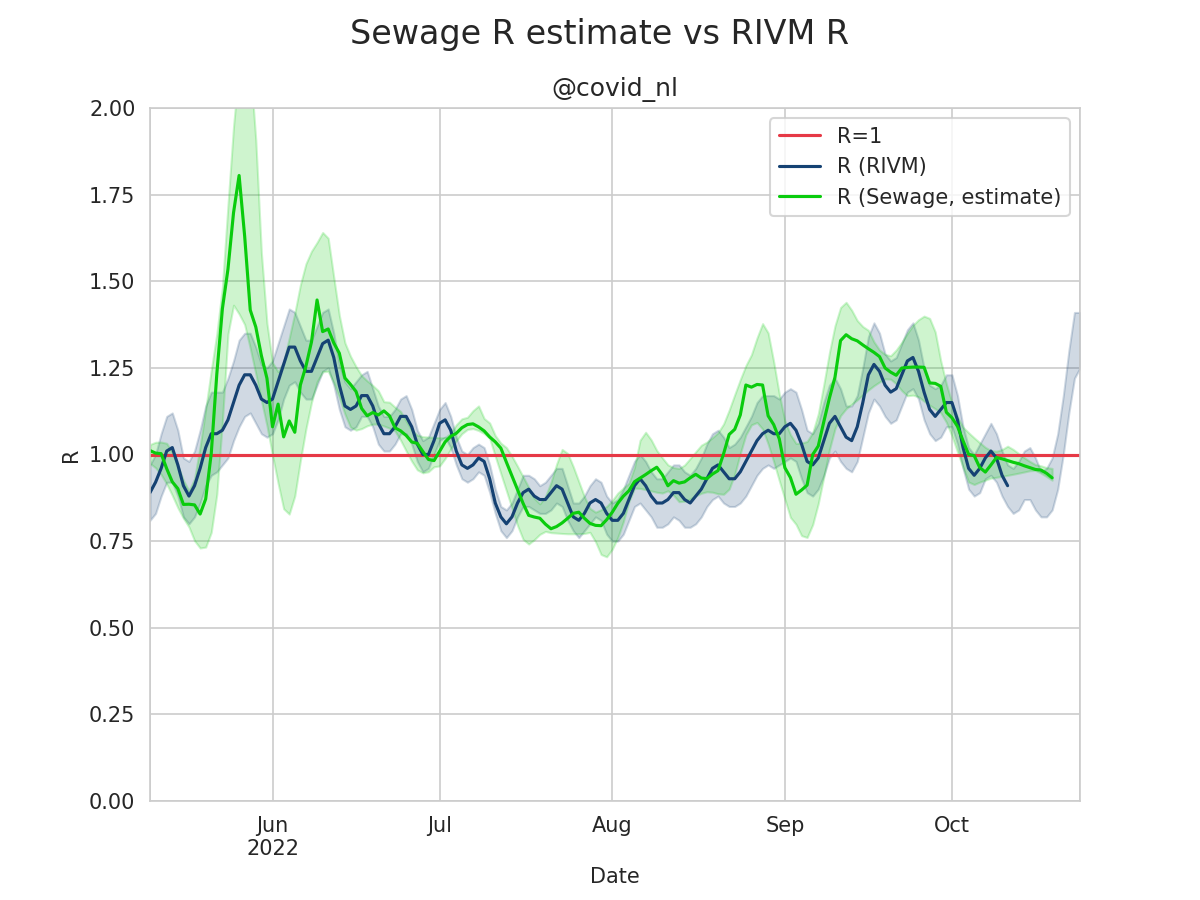 Sewage R estimate vs RIVM R
@covid_nl
R=1
R (RIVM)
R (Sewage, estimate)
2.00
1.75
1.50
1.25
1.00
0.75
0.50
0.25
0.00
R
Jun
2022
Jul
Aug
Sep
Oct
Date